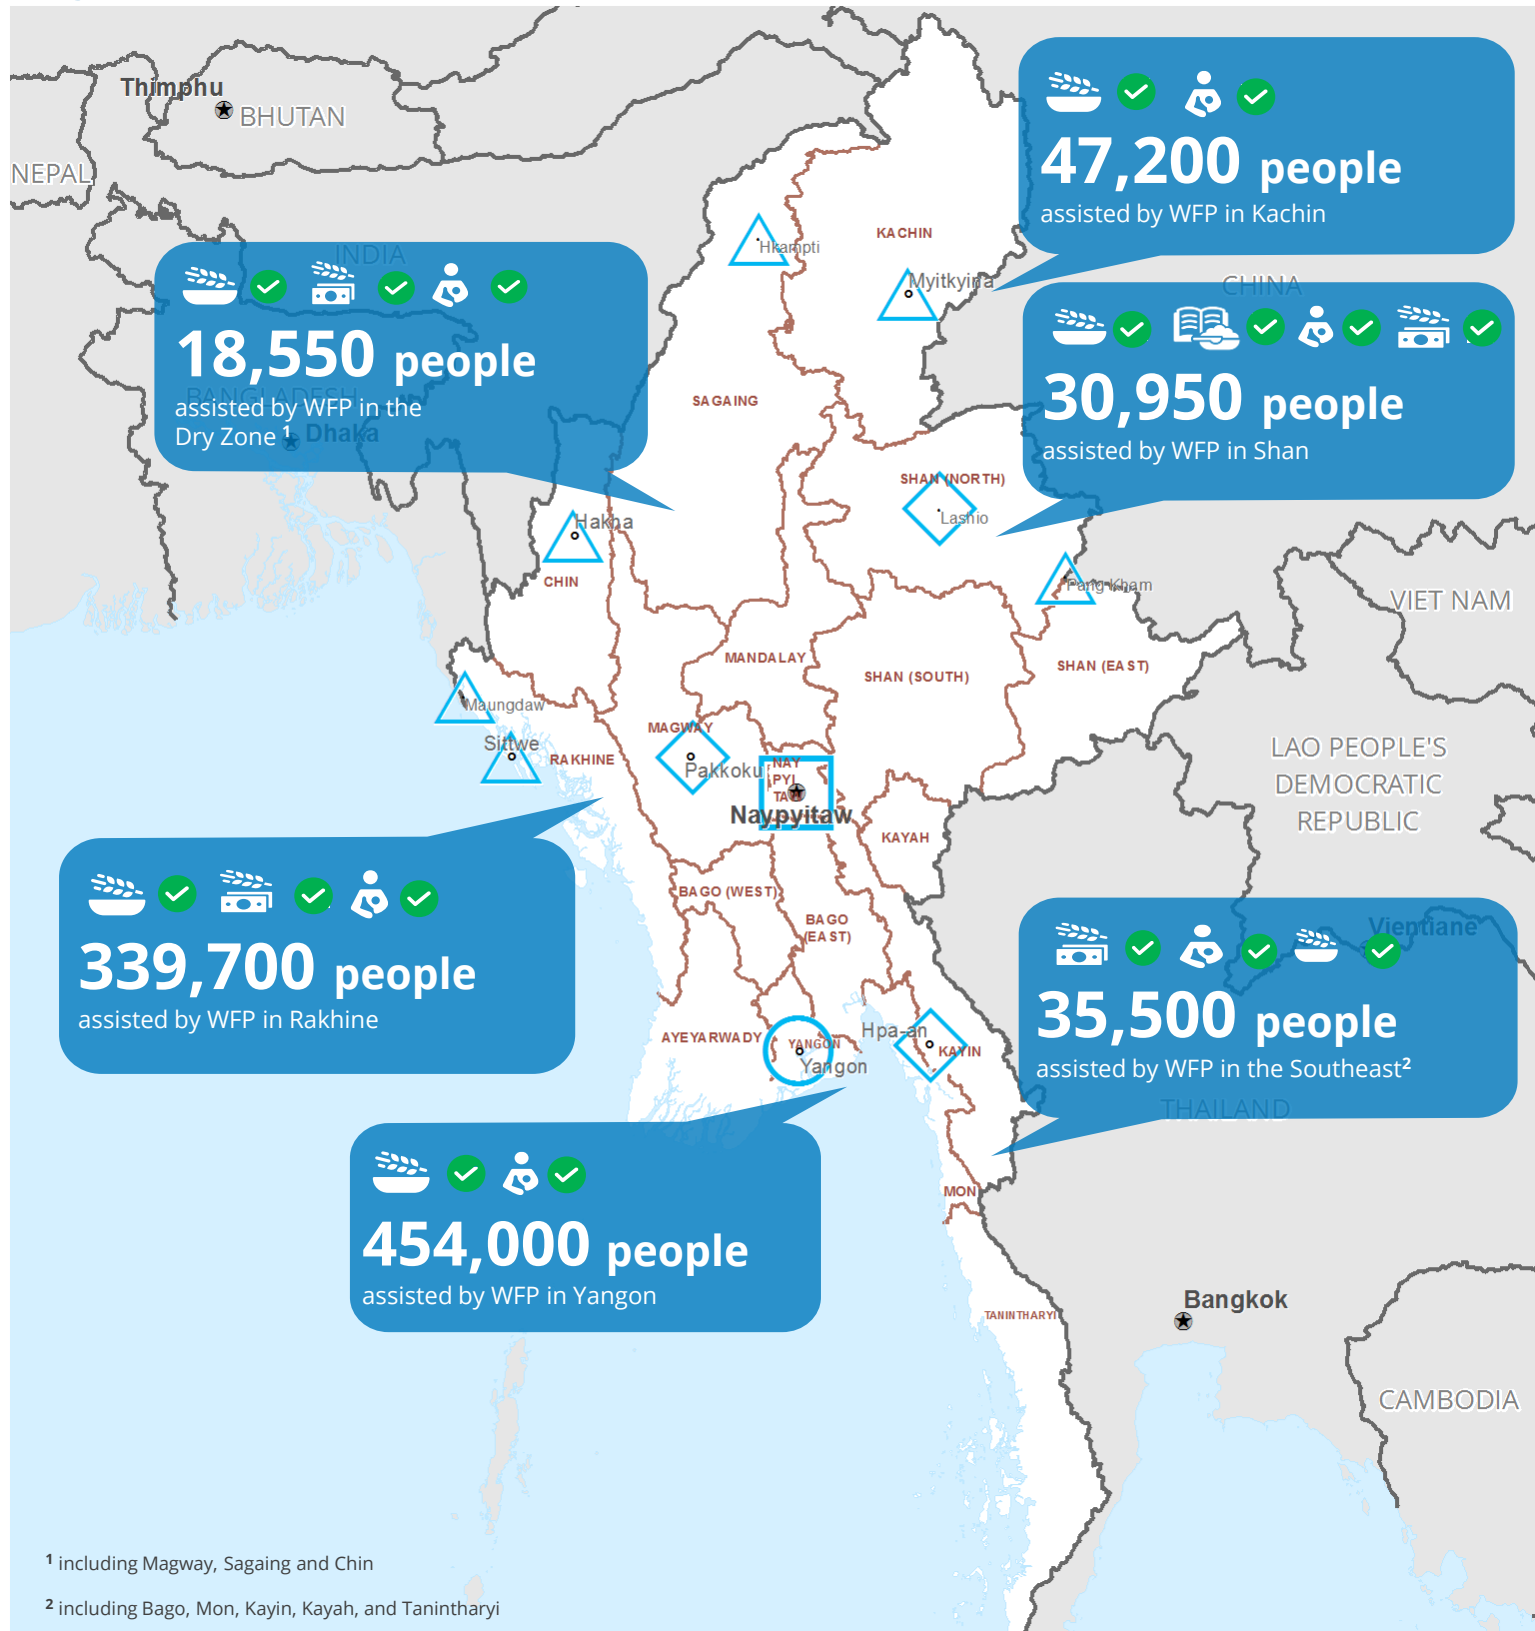 Thimphu
BHUTAN
NEPAL
47,200 people
assisted by WFP in Kachin
KACHIN
Hkampti
INDIA
Myitkyina
CHINA
18,550 people
assisted by WFP in the
Dry Zone 1
BANGLADESH
Dhaka
30,950 people
assisted by WFP in Shan
SAGAING
SHAN (NORTH)
Lashio
Hakha
CHIN
Pang Kham
VIET NAM
MANDALAY
SHAN (SOUTH)
SHAN (EAST)
Maungdaw
MAGWAY
Sittwe
RAKHINE
Pakkoku
NAY
PYI
TAW
Naypyitaw
LAO PEOPLE'S
DEMOCRATIC
REPUBLIC
KAYAH
339,700 people
assisted by WFP in Rakhine
BAGO (WEST)
BAGO
(EAST)
Vientiane
35,500 people
assisted by WFP in the Southeast2
AYEYARWADY
YANGON
Yangon
Hpa-an
KAYIN
THAILAND
454,000 people
assisted by WFP in Yangon
MON
TANINTHARYI
Bangkok
CAMBODIA
1 including Magway, Sagaing and Chin
2 including Bago, Mon, Kayin, Kayah, and Tanintharyi